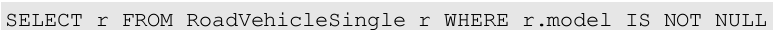 SELECT r FROM RoadVehicleSingle r WHERE r.model IS NOT NULL